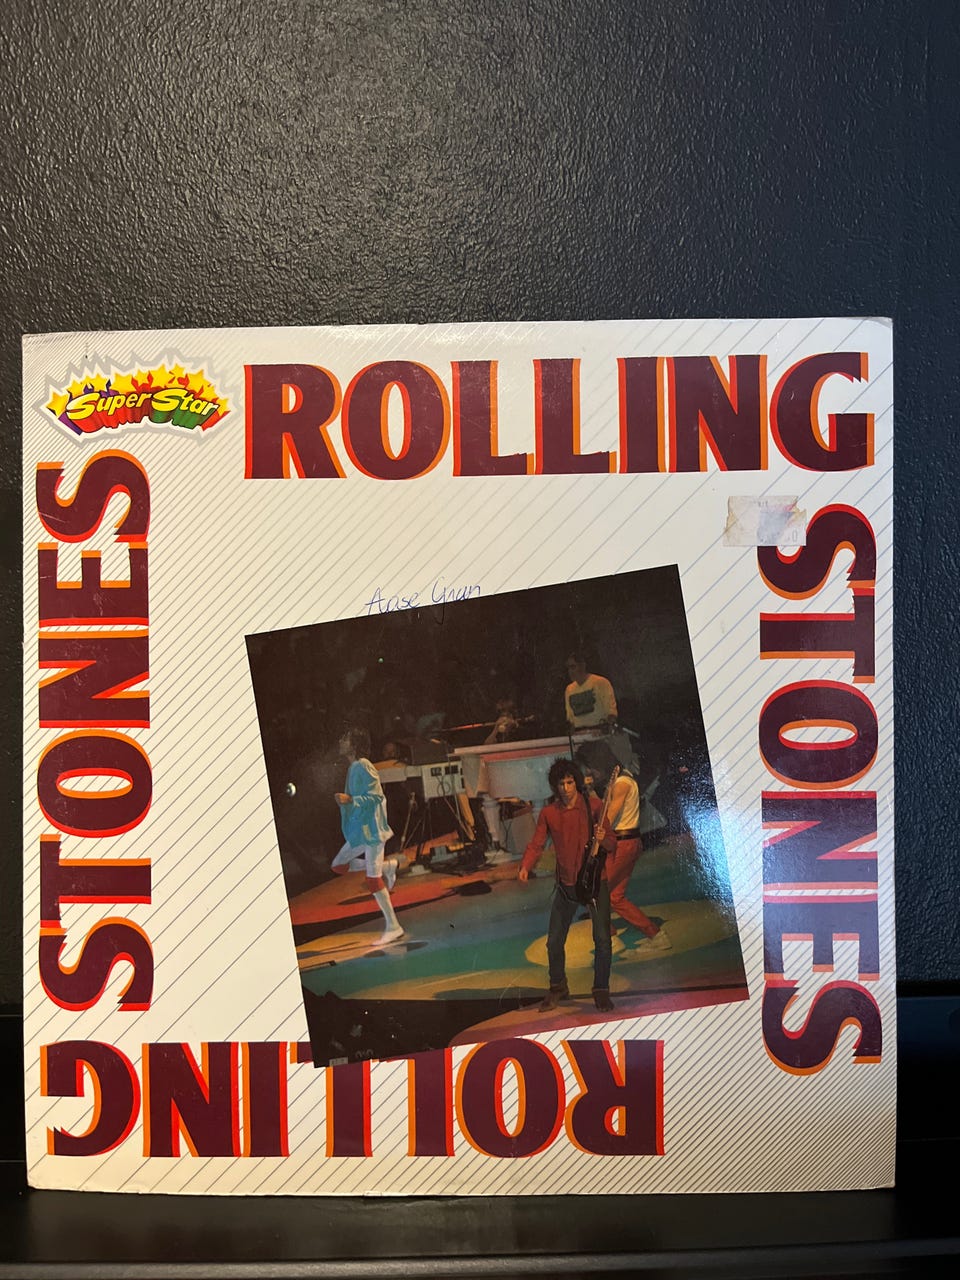 Super Star
ROLLING
STONES
ROLLING
STONES
Aase Gran